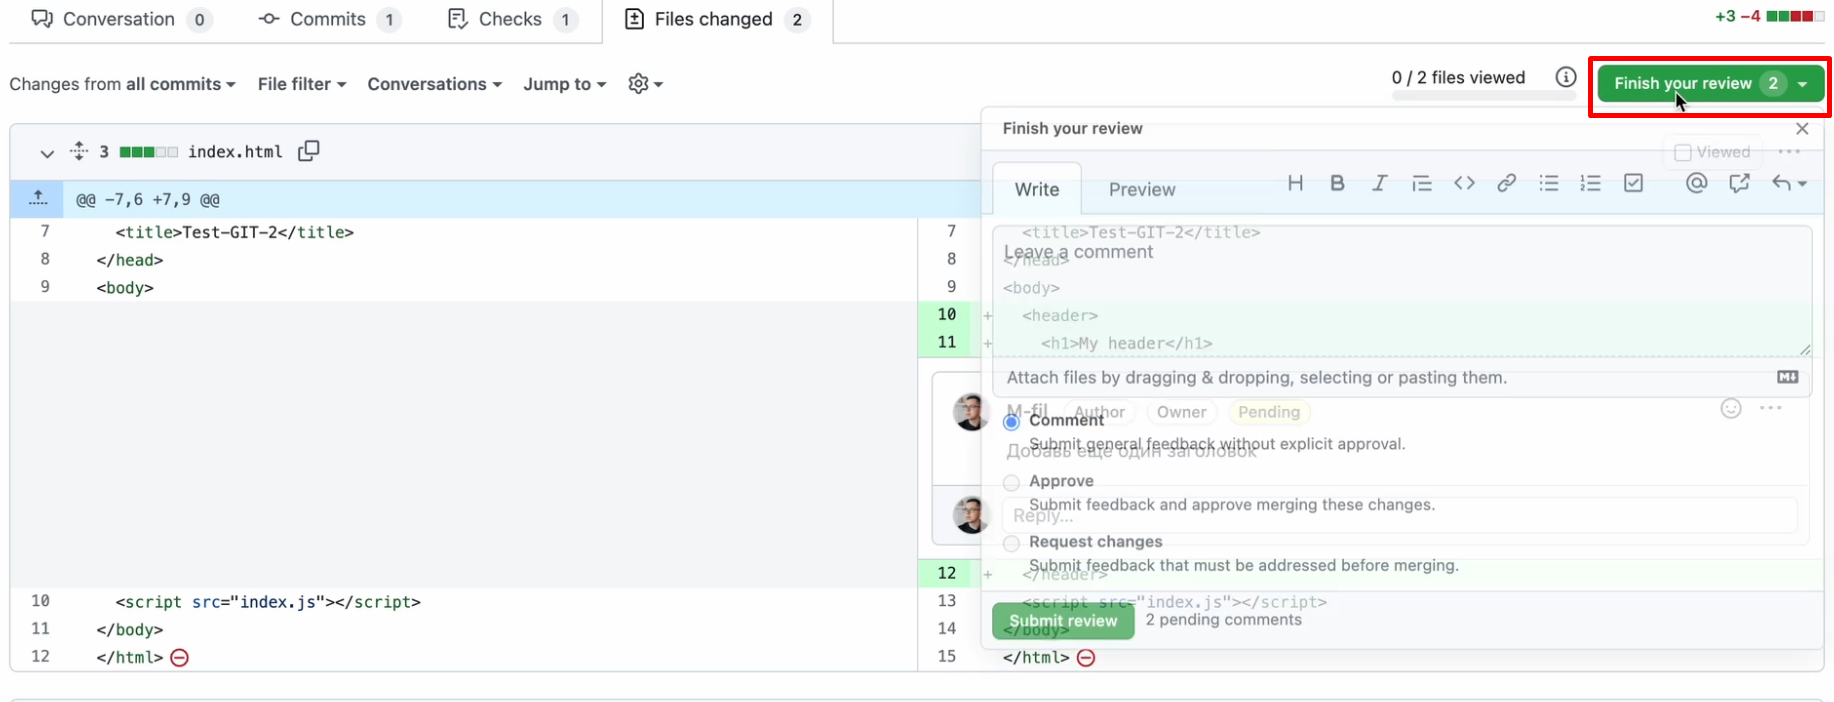 Conversation 0 Commits 1 Checks 1 Files changed 2 +3 −4
Changes from all commits File filter Conversations Jump to 0 / 2 files viewed Finish your review 2
Finish your review
3 index.html Viewed
Write Preview
@@ -7,6 +7,9 @@
7 <title>Test-GIT-2</title> 7 <title>Test-GIT-2</title>
Leave a comment
8 </head> 8 </head>
9 <body> 9 <body>
10 + <header>
11 + <h1>My header</h1>
Attach files by dragging & dropping, selecting or pasting them.
M-fil Author Owner Pending
Comment
Submit general feedback without explicit approval.
Добавь еще один заголовок
Approve
Submit feedback and approve merging these changes.
Reply...
Request changes
Submit feedback that must be addressed before merging.
12 + </header>
10 <script src="index.js"></script> 13 <script src="index.js"></script>
Submit review 2 pending comments
11 </body> 14 </body>
12 </html> 15 </html>